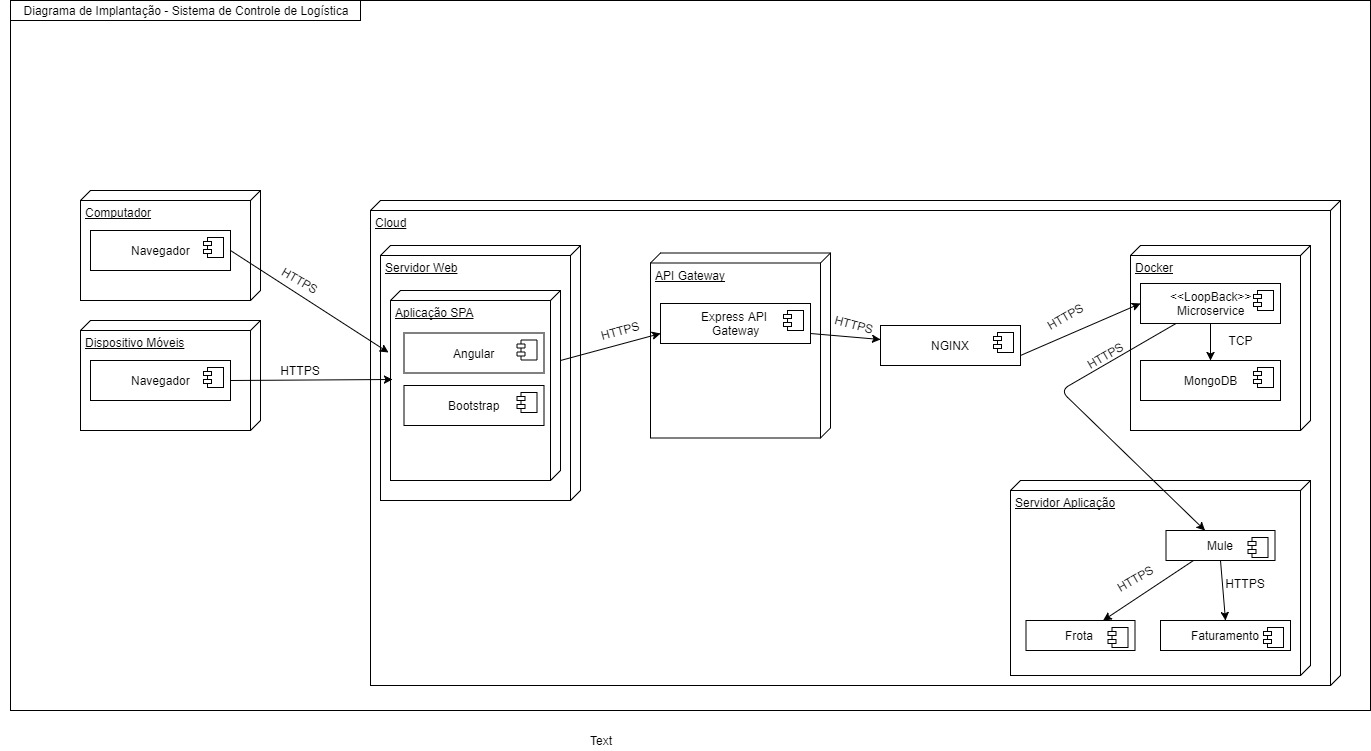 Diagrama de Implantação - Sistema de Controle de Logística
Computador
Navegador
HTTPS
Dispositivo Móveis
Navegador
HTTPS
Cloud
Servidor Web
Aplicação SPA
Angular
Bootstrap
HTTPS
API Gateway
Express API
Gateway
HTTPS
NGINX
HTTPS
Docker
<<LoopBack>>
Microservice
TCP
MongoDB
HTTPS
Servidor Aplicação
Mule
HTTPS
HTTPS
Frota
Faturamento
Text